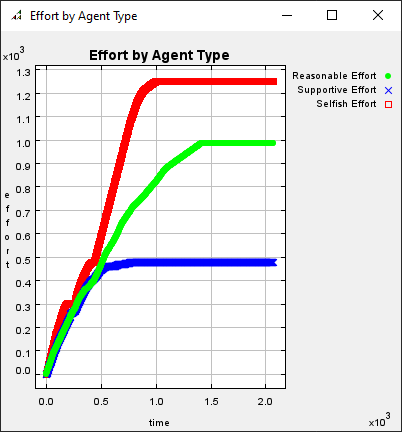 Effort by Agent Type
Effort by Agent Type
x10³
1.3
1.2
1.1
1.0
0.9
0.8
0.7
0.6
0.5
0.4
0.3
0.2
0.1
0.0
effort
0.0 0.5 1.0 1.5 2.0
time
x10³
Reasonable Effort
Supportive Effort
Selfish Effort